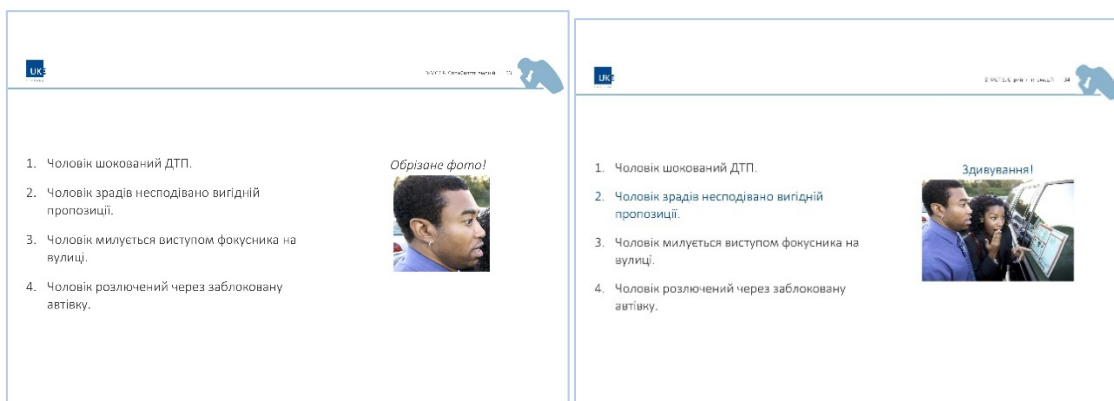 UKE
1. Чоловік шокований ДТП.
2. Чоловік зрадів несподівано вигідній
пропозиції.
3. Чоловік милується виступом фокусника на
вулиці.
4. Чоловік розлючений через заблоковану
автівку.
Обрізане фото!
UKE
1. Чоловік шокований ДТП.
2. Чоловік зрадів несподівано вигідній
пропозиції.
3. Чоловік милується виступом фокусника на
вулиці.
4. Чоловік розлючений через заблоковану
автівку.
Здивування!